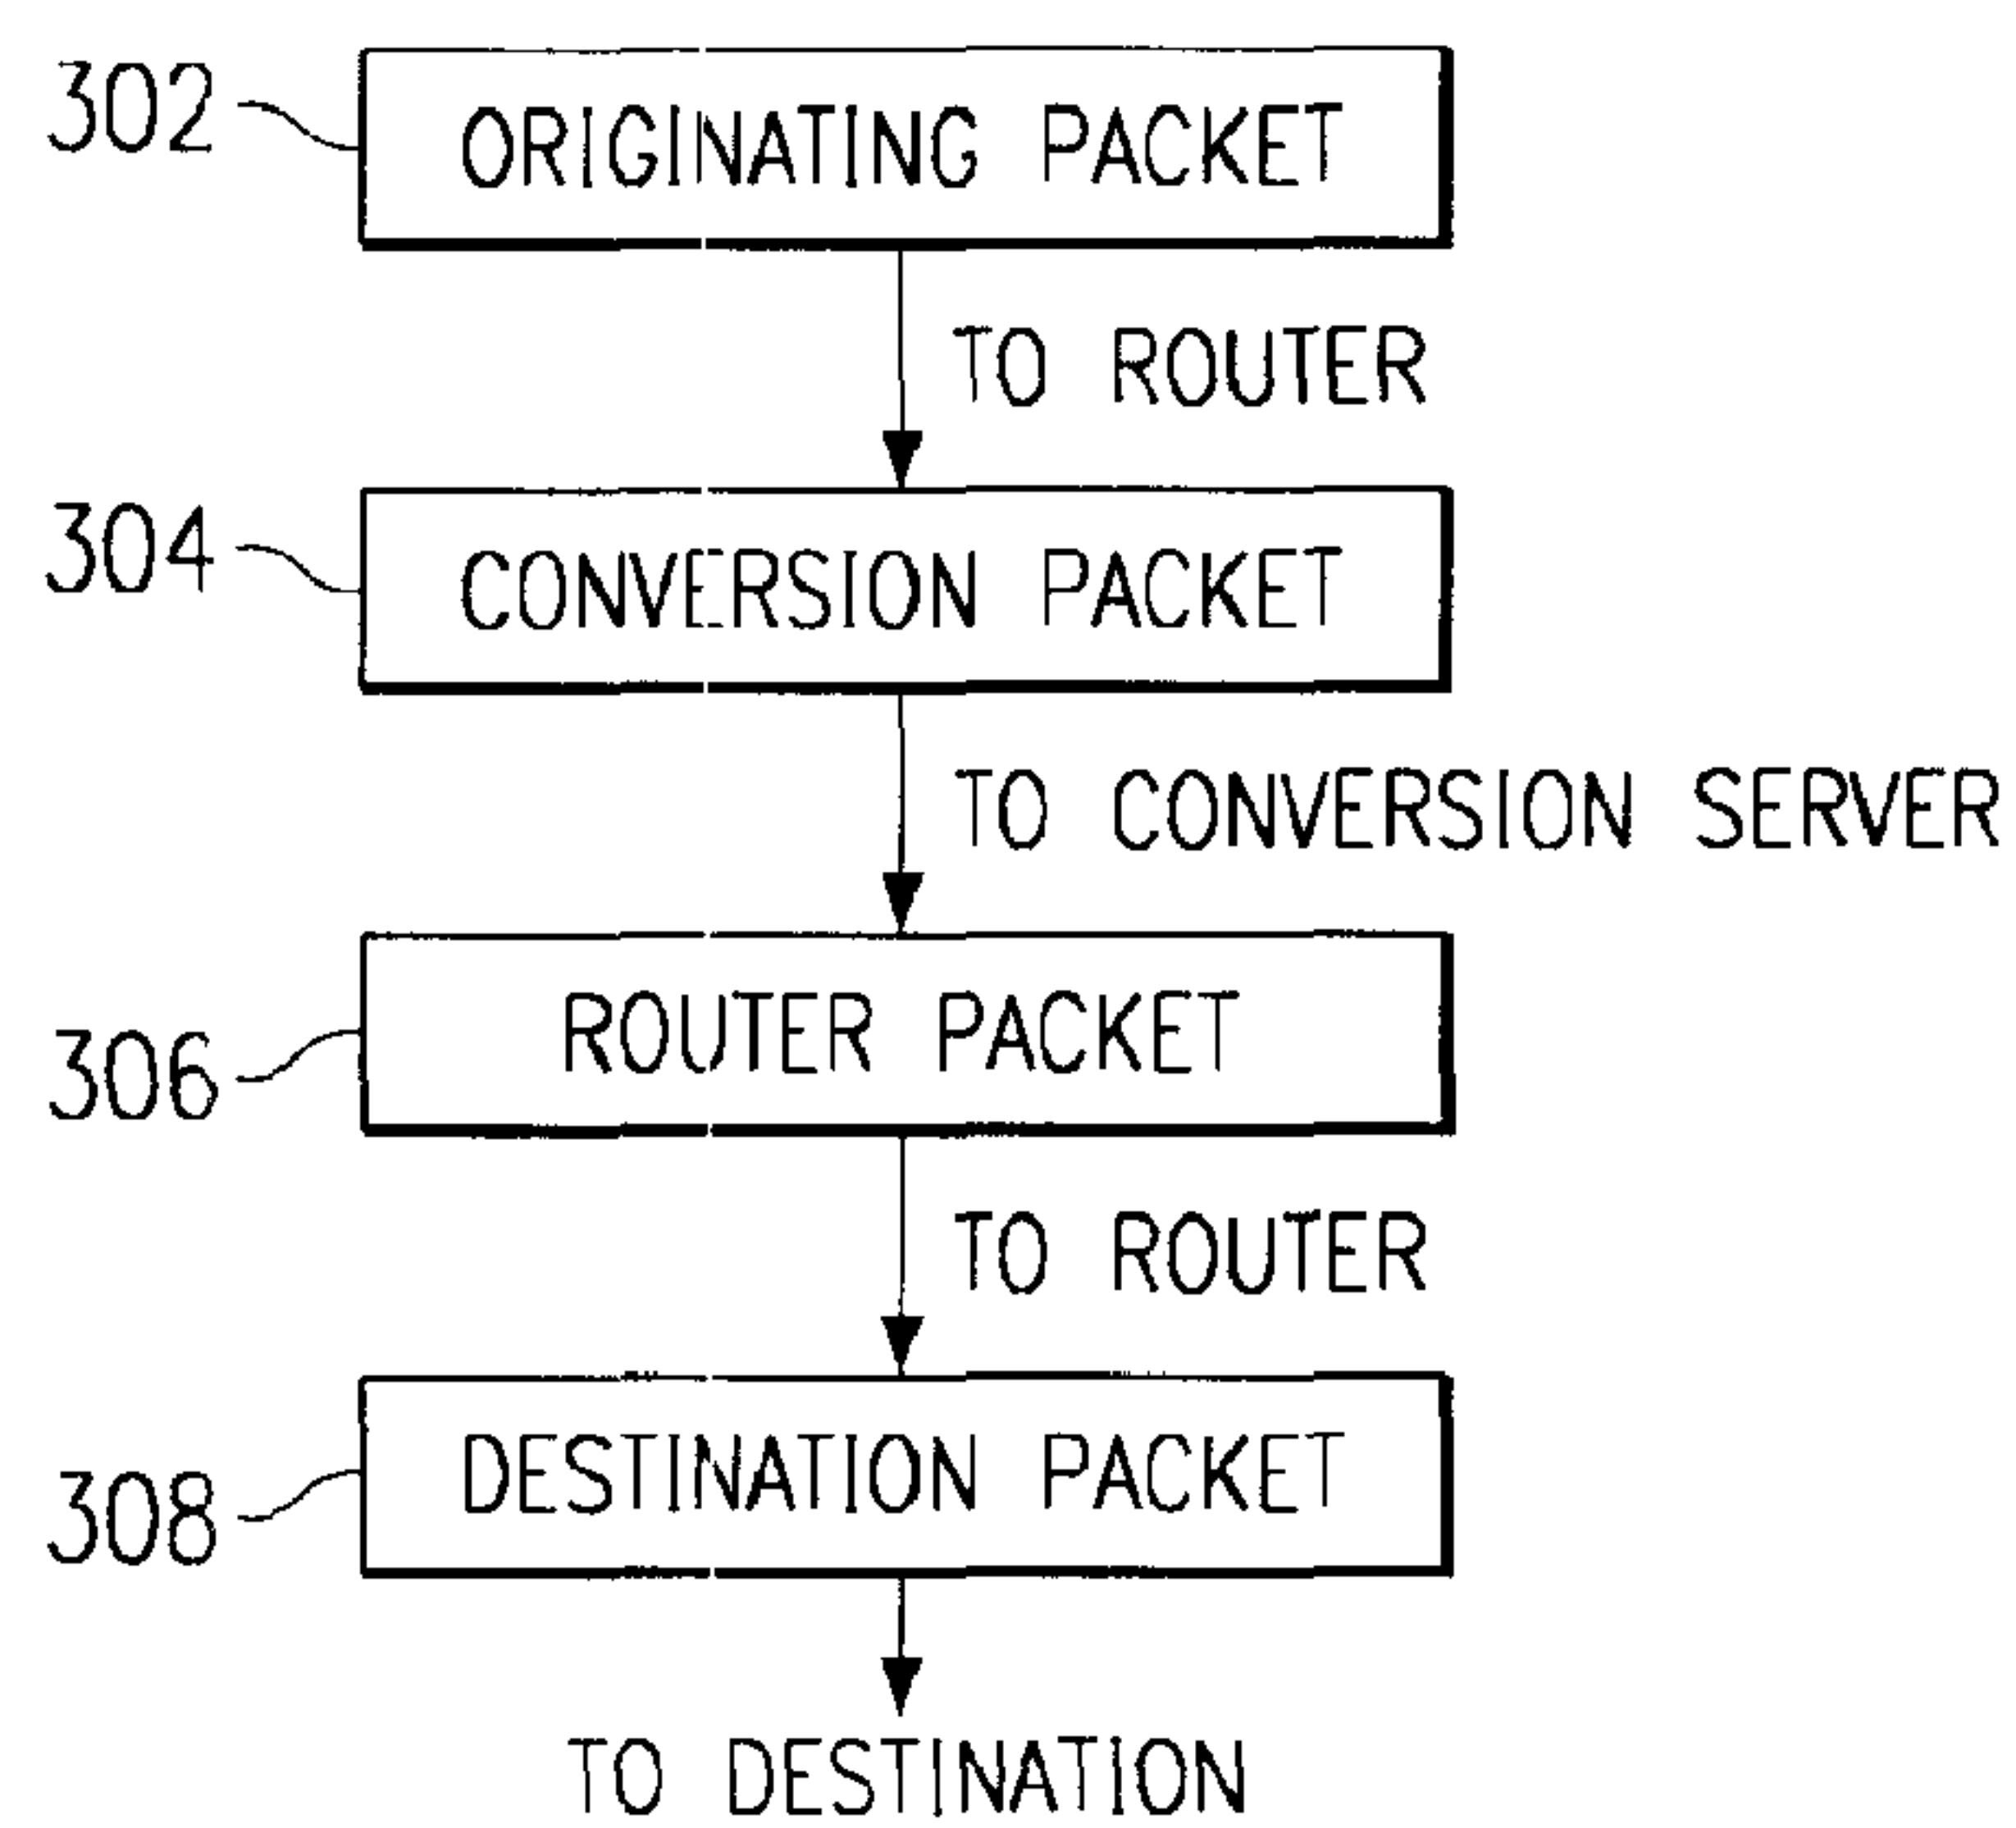 302
ORIGINATING PACKET
TO ROUTER
304
CONVERSION PACKET
TO CONVERSION SERVER
306
ROUTER PACKET
TO ROUTER
308
DESTINATION PACKET
TO DESTINATION